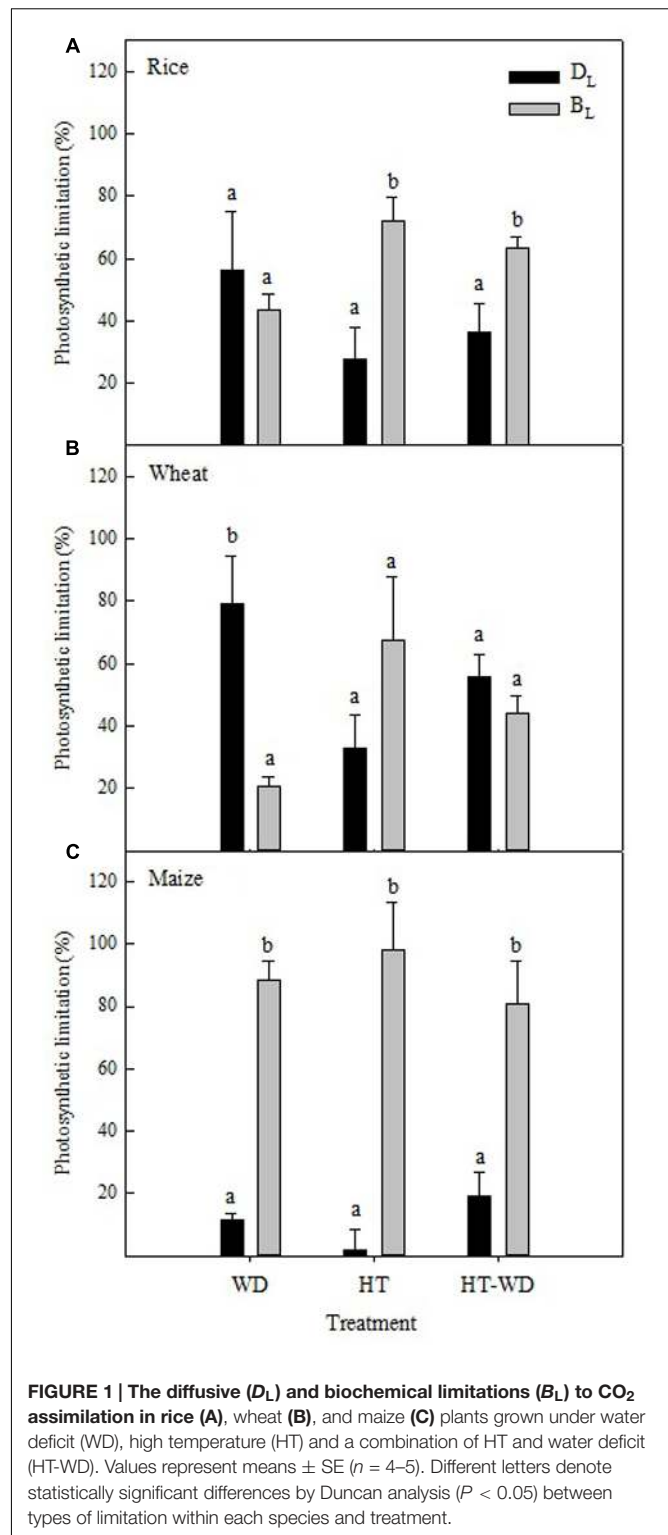 A
Rice
D_L
B_L
120
100
80
60
40
20
Photosynthetic limitation (%)
a a a b a b
B
Wheat
120
100
80
60
40
20
Photosynthetic limitation (%)
b a a a a a
C
Maize
120
100
80
60
40
20
Photosynthetic limitation (%)
a b a b a b
WD HT HT-WD
Treatment
FIGURE 1 | The diffusive (D_L) and biochemical limitations (B_L) to CO₂
assimilation in rice (A), wheat (B), and maize (C) plants grown under water
deficit (WD), high temperature (HT) and a combination of HT and water deficit
(HT-WD). Values represent means ± SE (n = 4–5). Different letters denote
statistically significant differences by Duncan analysis (P < 0.05) between
types of limitation within each species and treatment.